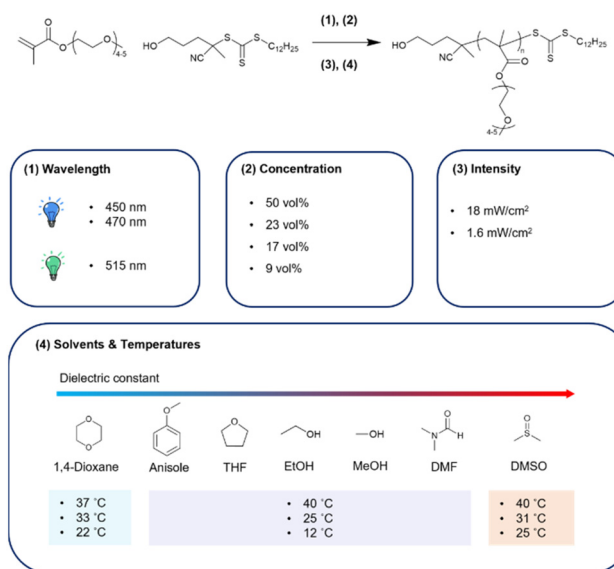 (1), (2)
(3), (4)
O
O
O
4-5
HO
NC
S
S
S
C12H25
HO
NC
n
S
S
S
C12H25
O
O
O
4-5
(1) Wavelength
• 450 nm
• 470 nm
• 515 nm
(2) Concentration
• 50 vol%
• 23 vol%
• 17 vol%
• 9 vol%
(3) Intensity
• 18 mW/cm²
• 1.6 mW/cm²
(4) Solvents & Temperatures
Dielectric constant
O
O
O
O
OH
OH
N
O
H
O
S
1,4-Dioxane Anisole THF EtOH MeOH DMF DMSO
• 37 °C
• 33 °C
• 22 °C
• 40 °C
• 25 °C
• 12 °C
• 40 °C
• 31 °C
• 25 °C